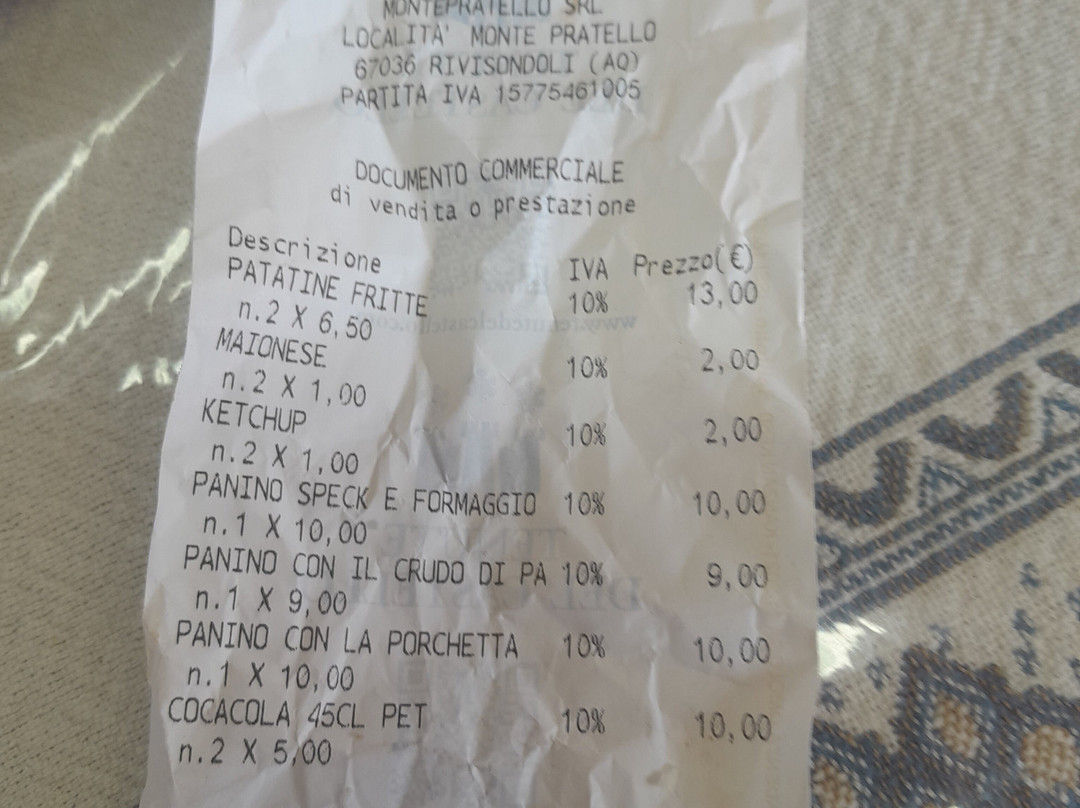 MONTEPRATELLO SRL
LOCALITA' MONTE PRATELLO
67036 RIVISONDOLI (AQ)
PARTITA IVA 15775461005
DOCUMENTO COMMERCIALE
di vendita o prestazione
Descrizione IVA Prezzo(€)
PATATINE FRITTE 10% 13,00
n.2 X 6,50
MAIONESE 10% 2,00
n.2 X 1,00
KETCHUP 10% 2,00
n.2 X 1,00
PANINO SPECK E FORMAGGIO 10% 10,00
n.1 X 10,00
PANINO CON IL CRUDO DI PA 10% 9,00
n.1 X 9,00
PANINO CON LA PORCHETTA 10% 10,00
n.1 X 10,00
COCACOLA 45CL PET 10% 10,00
n.2 X 5,00